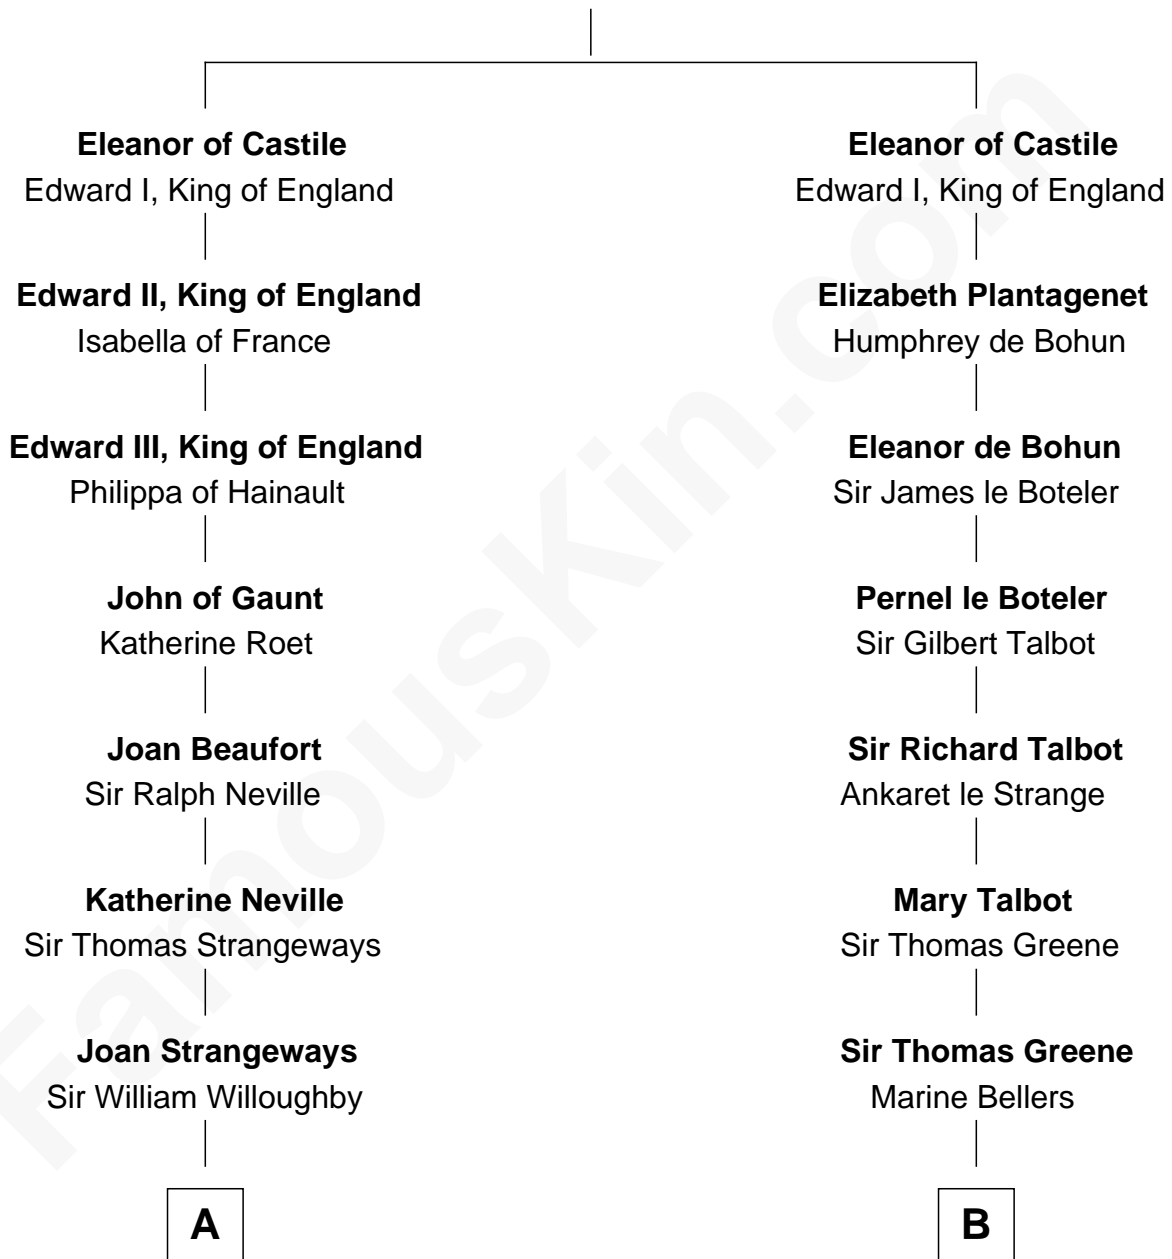 Eleanor of Castile
Edward I, King of England
Edward II, King of England
Isabella of France
Edward III, King of England
Philippa of Hainault
John of Gaunt
Katherine Roet
Joan Beaufort
Sir Ralph Neville
Katherine Neville
Sir Thomas Strangeways
Joan Strangeways
Sir William Willoughby
A
Eleanor of Castile
Edward I, King of England
Elizabeth Plantagenet
Humphrey de Bohun
Eleanor de Bohun
Sir James le Boteler
Pernel le Boteler
Sir Gilbert Talbot
Sir Richard Talbot
Ankaret le Strange
Mary Talbot
Sir Thomas Greene
Sir Thomas Greene
Marine Bellers
B
FamousKin.com